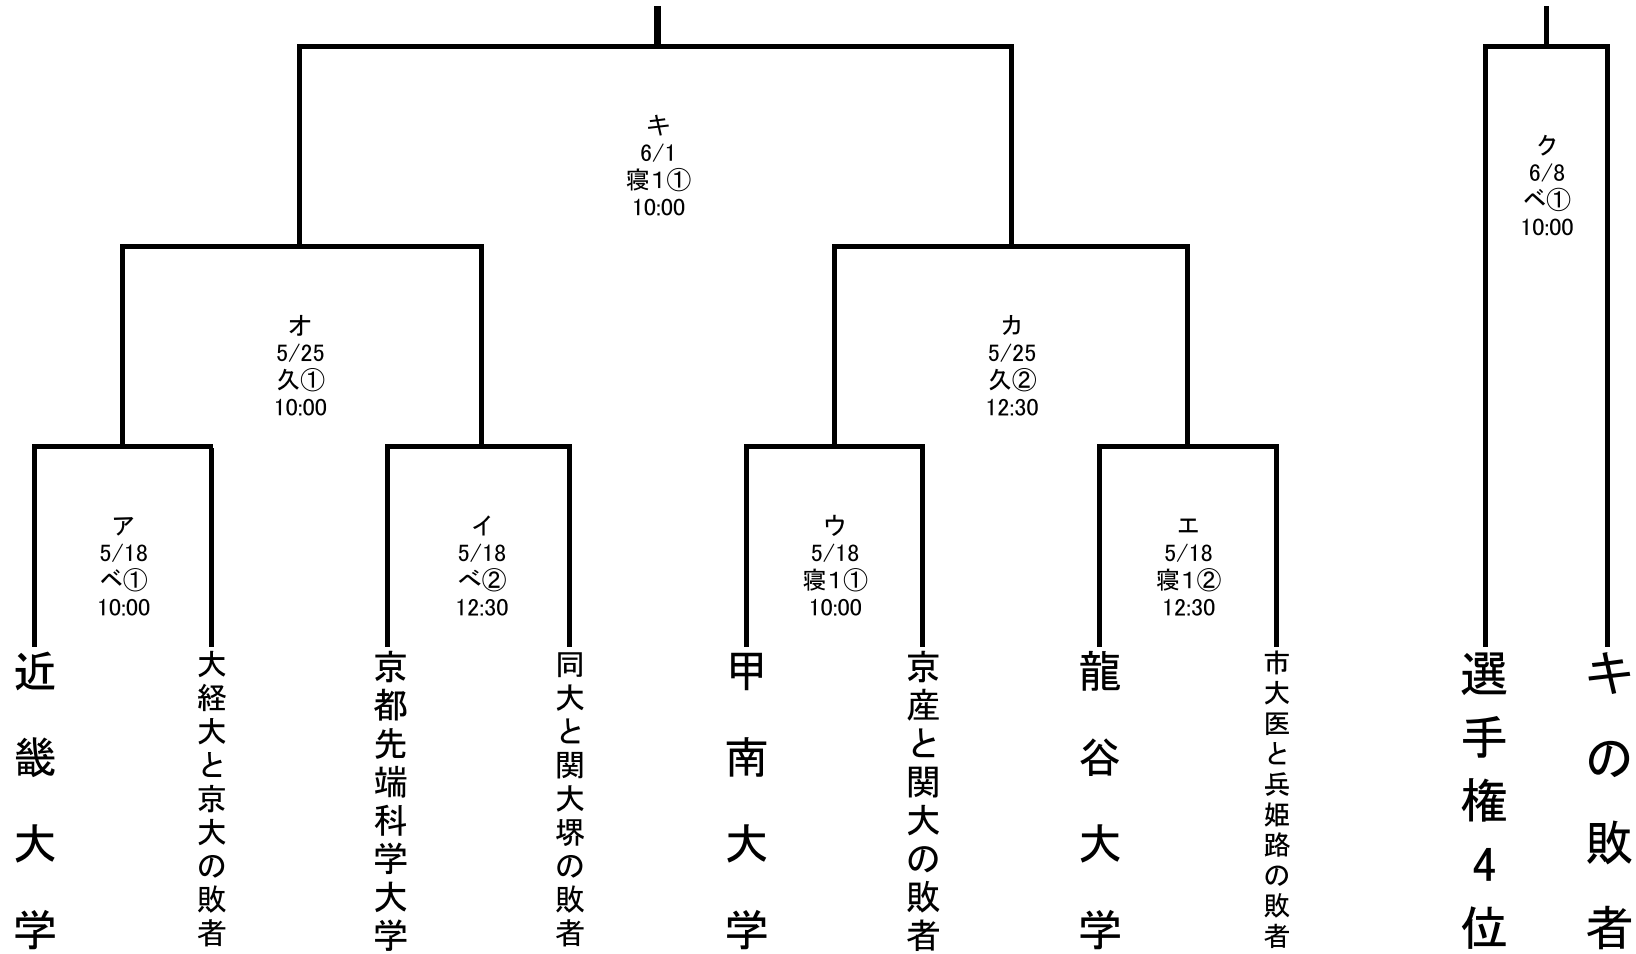 キ
6/1
寝１①
10:00
ク
6/8
べ①
10:00
オ
5/25
久①
10:00
カ
5/25
久②
12:30
ア
5/18
べ①
10:00
イ
5/18
べ②
12:30
ウ
5/18
寝１①
10:00
エ
5/18
寝１②
12:30
近畿大学
大経大と京大の敗者
京都先端科学大学
同大と関大堺の敗者
甲南大学
京産と関大の敗者
龍谷大学
市大医と兵姫路の敗者
選手権4位
キの敗者